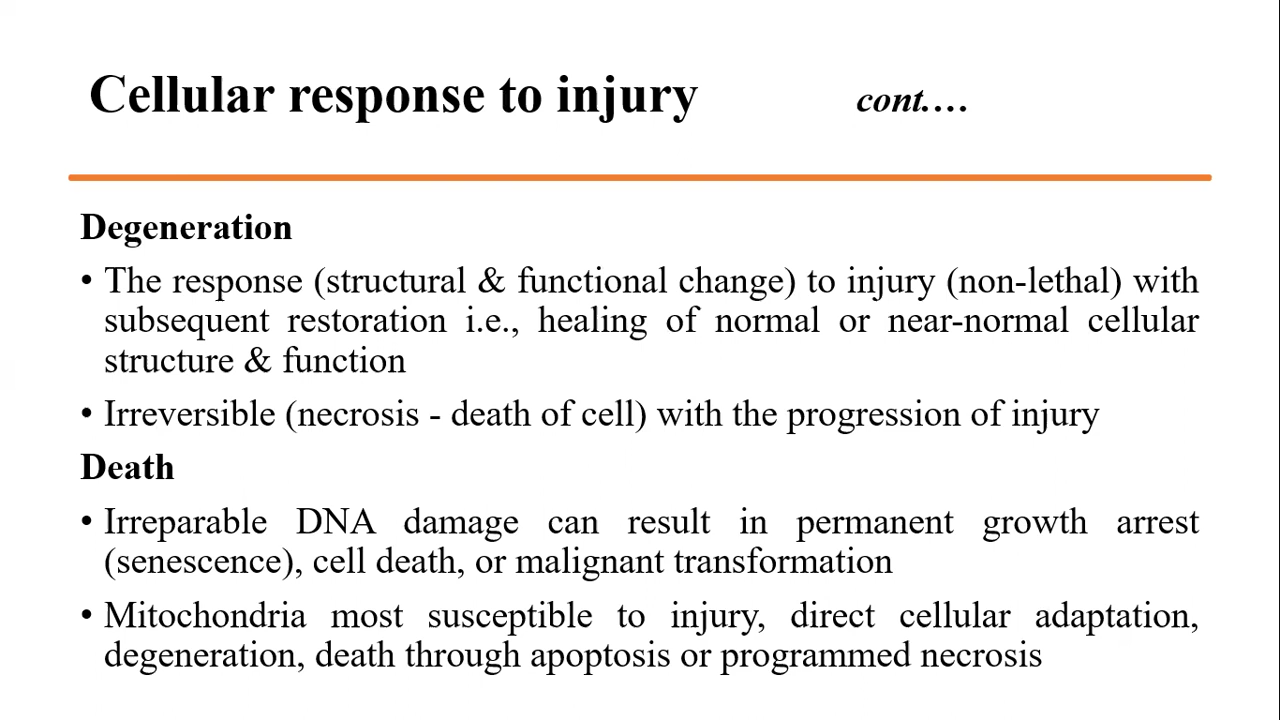 Cellular response to injury cont.…
Degeneration
• The response (structural & functional change) to injury (non-lethal) with
subsequent restoration i.e., healing of normal or near-normal cellular
structure & function
• Irreversible (necrosis - death of cell) with the progression of injury
Death
• Irreparable DNA damage can result in permanent growth arrest
(senescence), cell death, or malignant transformation
• Mitochondria most susceptible to injury, direct cellular adaptation,
degeneration, death through apoptosis or programmed necrosis